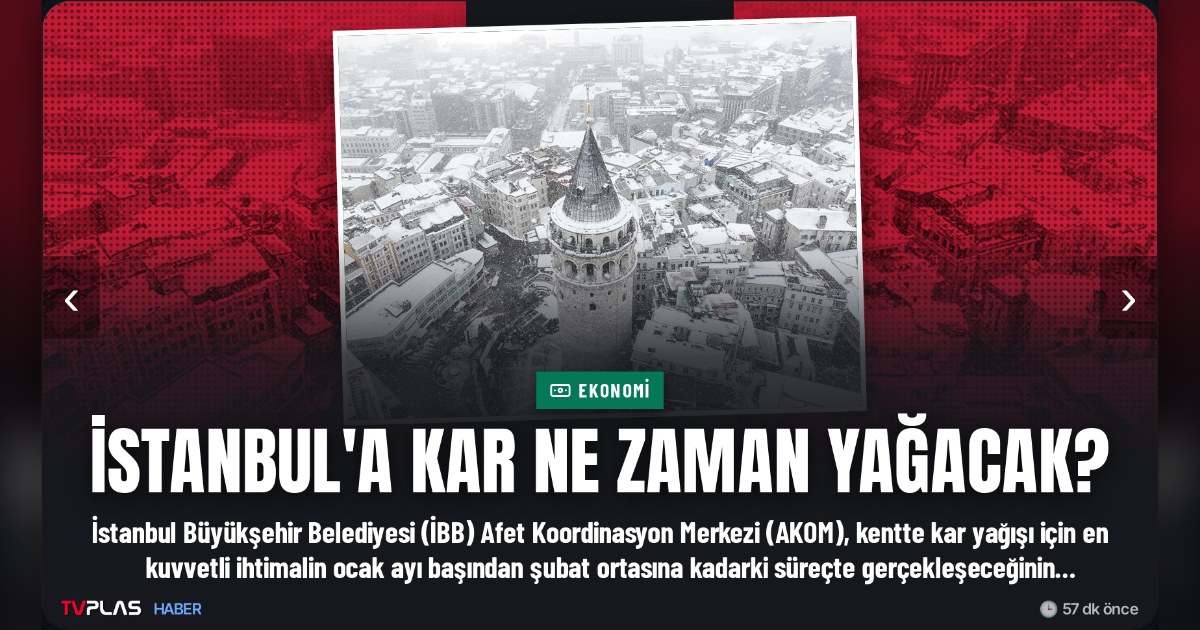 EKONOMİ
İSTANBUL'A KAR NE ZAMAN YAĞACAK?
İstanbul Büyükşehir Belediyesi (İBB) Afet Koordinasyon Merkezi (AKOM), kentte kar yağışı için en
kuvvetli ihtimalin ocak ayı başından şubat ortasına kadarki süreçte gerçekleşeceğinin...
TVPLAS HABER
57 dk önce